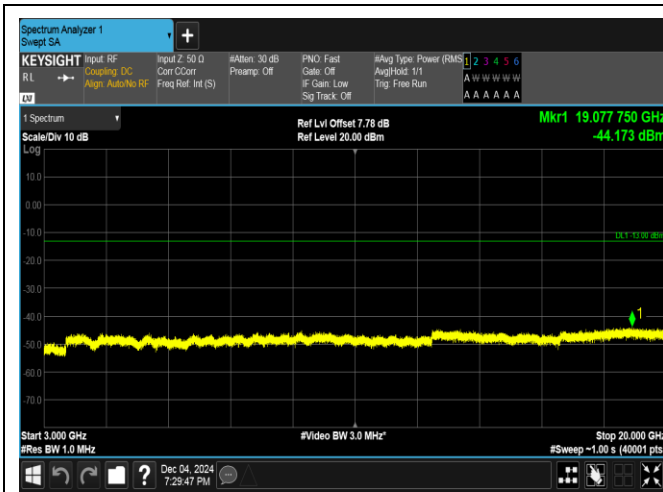 Spectrum Analyzer 1
Swept SA
+
KEYSIGHT
RL
LXI
Input: RF
Coupling: DC
Align: Auto/No RF
Input Z: 50 Ω
Corr CCorr
Freq Ref: Int (S)
#Atten: 30 dB
Preamp: Off
PNO: Fast
Gate: Off
IF Gain: Low
Sig Track: Off
#Avg Type: Power (RMS
Avg|Hold: 1/1
Trig: Free Run
1 2 3 4 5 6
A W W W W W
A A A A A A
1 Spectrum
Scale/Div 10 dB
Ref Lvl Offset 7.78 dB
Ref Level 20.00 dBm
Mkr1 19.077 750 GHz
-44.173 dBm
Log
10.0
0.00
-10.0
DL1 -13.00 dBm
-20.0
-30.0
-40.0
1
-50.0
-60.0
-70.0
Start 3.000 GHz
#Res BW 1.0 MHz
#Video BW 3.0 MHz*
Stop 20.000 GHz
#Sweep ~1.00 s (40001 pts
?
Dec 04, 2024
7:29:47 PM